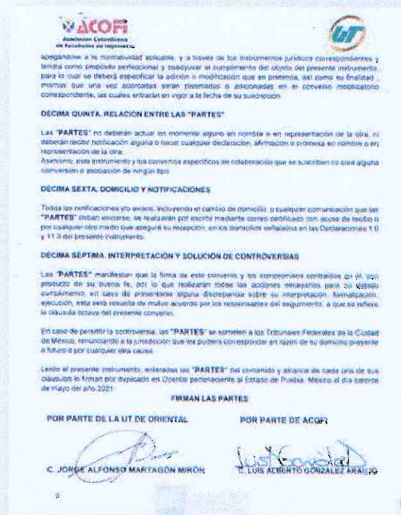 ACOFI
Asociación Colombiana
de Facultades de Ingeniería
UT
apegándose a la normatividad aplicable, y a través de los instrumentos jurídicos correspondientes y
tendrá como propósito perfeccionar y coadyuvar al cumplimiento del objeto del presente instrumento,
para lo cual se deberá especificar la adición o modificación que se pretenda, así como su finalidad,
mismas que una vez acordadas serán plasmadas o adicionadas en el convenio modificatorio
correspondiente, las cuales entrarán en vigor a la fecha de su suscripción.
DÉCIMA QUINTA. RELACIÓN ENTRE LAS "PARTES"
Las "PARTES" no deberán actuar en momento alguno en nombre o en representación de la otra, ni
deberán recibir notificación alguna o hacer cualquier declaración, afirmación o promesa en nombre o en
representación de la otra.
Asimismo, este instrumento y los convenios específicos de colaboración que se suscriban no crea alguna
conversión o asociación de ningún tipo.
DÉCIMA SEXTA. DOMICILIO Y NOTIFICACIONES
Todas las notificaciones y/o avisos, incluyendo el cambio de domicilio, o cualquier comunicación que las
"PARTES" deban enviarse, se realizarán por escrito mediante correo certificado con acuse de recibo o
por cualquier otro medio que asegure su recepción, en los domicilios señalados en las Declaraciones
del presente instrumento.
DÉCIMA SÉPTIMA. INTERPRETACIÓN Y SOLUCIÓN DE CONTROVERSIAS
Las "PARTES" manifiestan que la firma de este convenio y los compromisos contraídos en él, son
producto de su buena fe, por lo que realizarán todas las acciones necesarias para su debido
cumplimiento, en caso de presentarse alguna discrepancia sobre su interpretación, formalización,
ejecución, esta será resuelta de mutuo acuerdo por los responsables del seguimiento, a que se refiere
la cláusula octava del presente convenio.
En caso de persistir la controversia, las "PARTES" se someten a los Tribunales Federales de la Ciudad
de México, renunciando a la jurisdicción que les pudiera corresponder en razón de su domicilio presente
o futuro o por cualquier otra causa.
Leído el presente instrumento, enteradas las "PARTES" del contenido y alcance de cada una de sus
cláusulas lo firman por duplicado en Oriental perteneciente al Estado de Puebla, México el día catorce
de mayo del año 2021.
FIRMAN LAS PARTES
POR PARTE DE LA UT DE ORIENTAL
POR PARTE DE ACOFI
C. JORGE ALFONSO MARTAGÓN MIRÓN
C. LUIS ALBERTO GONZÁLEZ ARAUJO